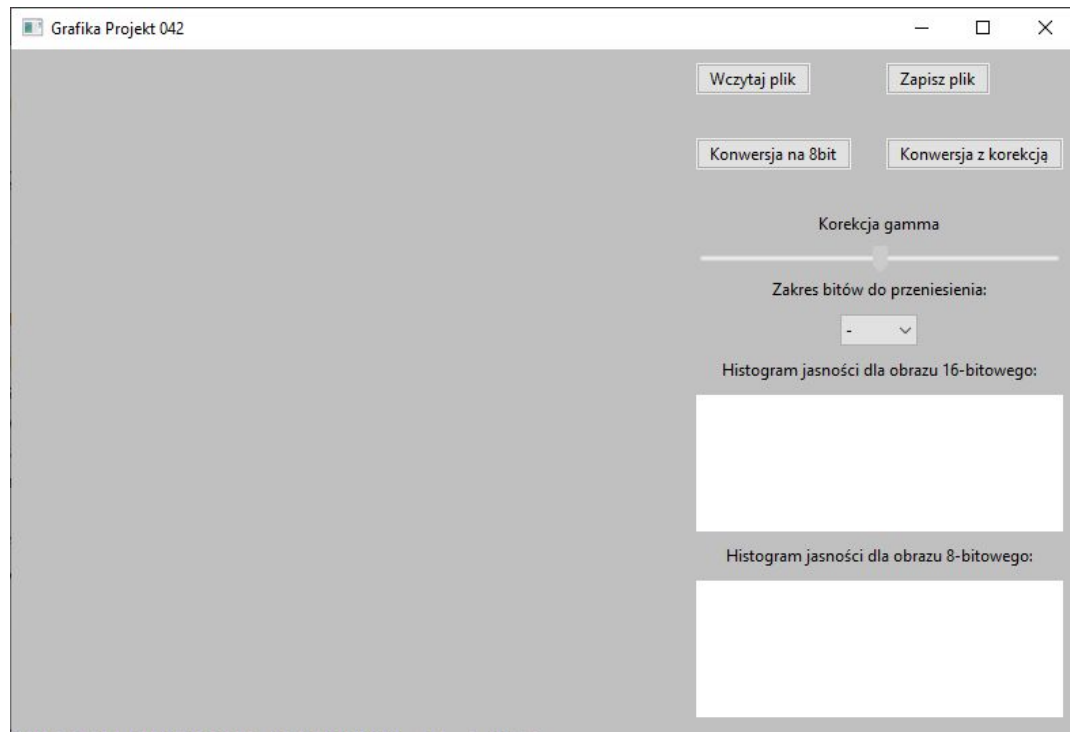 Grafika Projekt 042
Wczytaj plik
Zapisz plik
Konwersja na 8bit
Konwersja z korekcją
Korekcja gamma
Zakres bitów do przeniesienia:
-
Histogram jasności dla obrazu 16-bitowego:
Histogram jasności dla obrazu 8-bitowego: